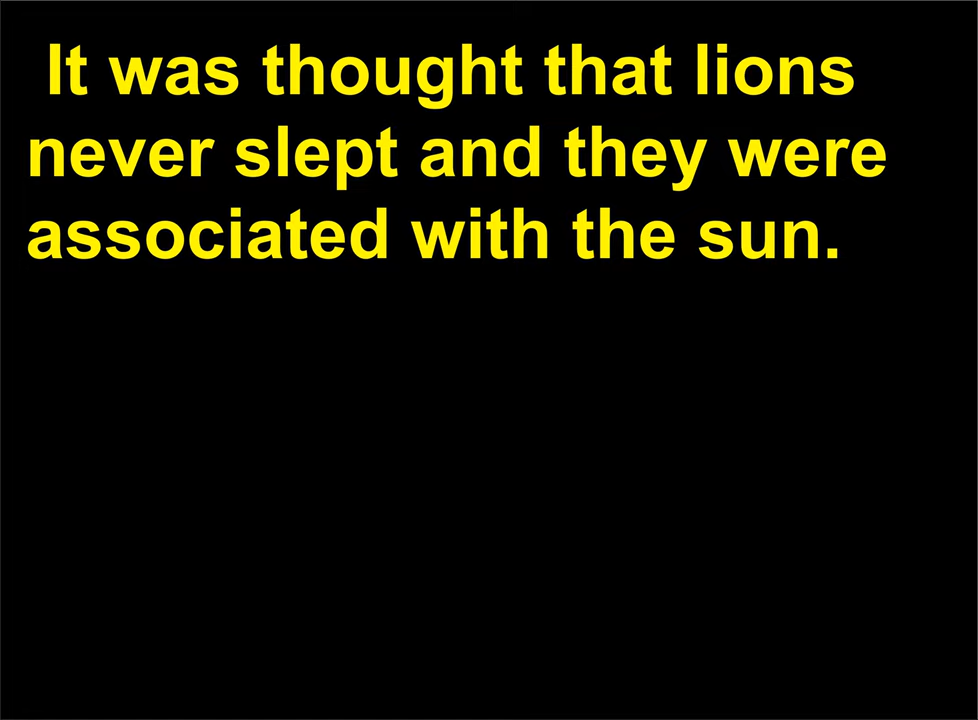 It was thought that lions
never slept and they were
associated with the sun.